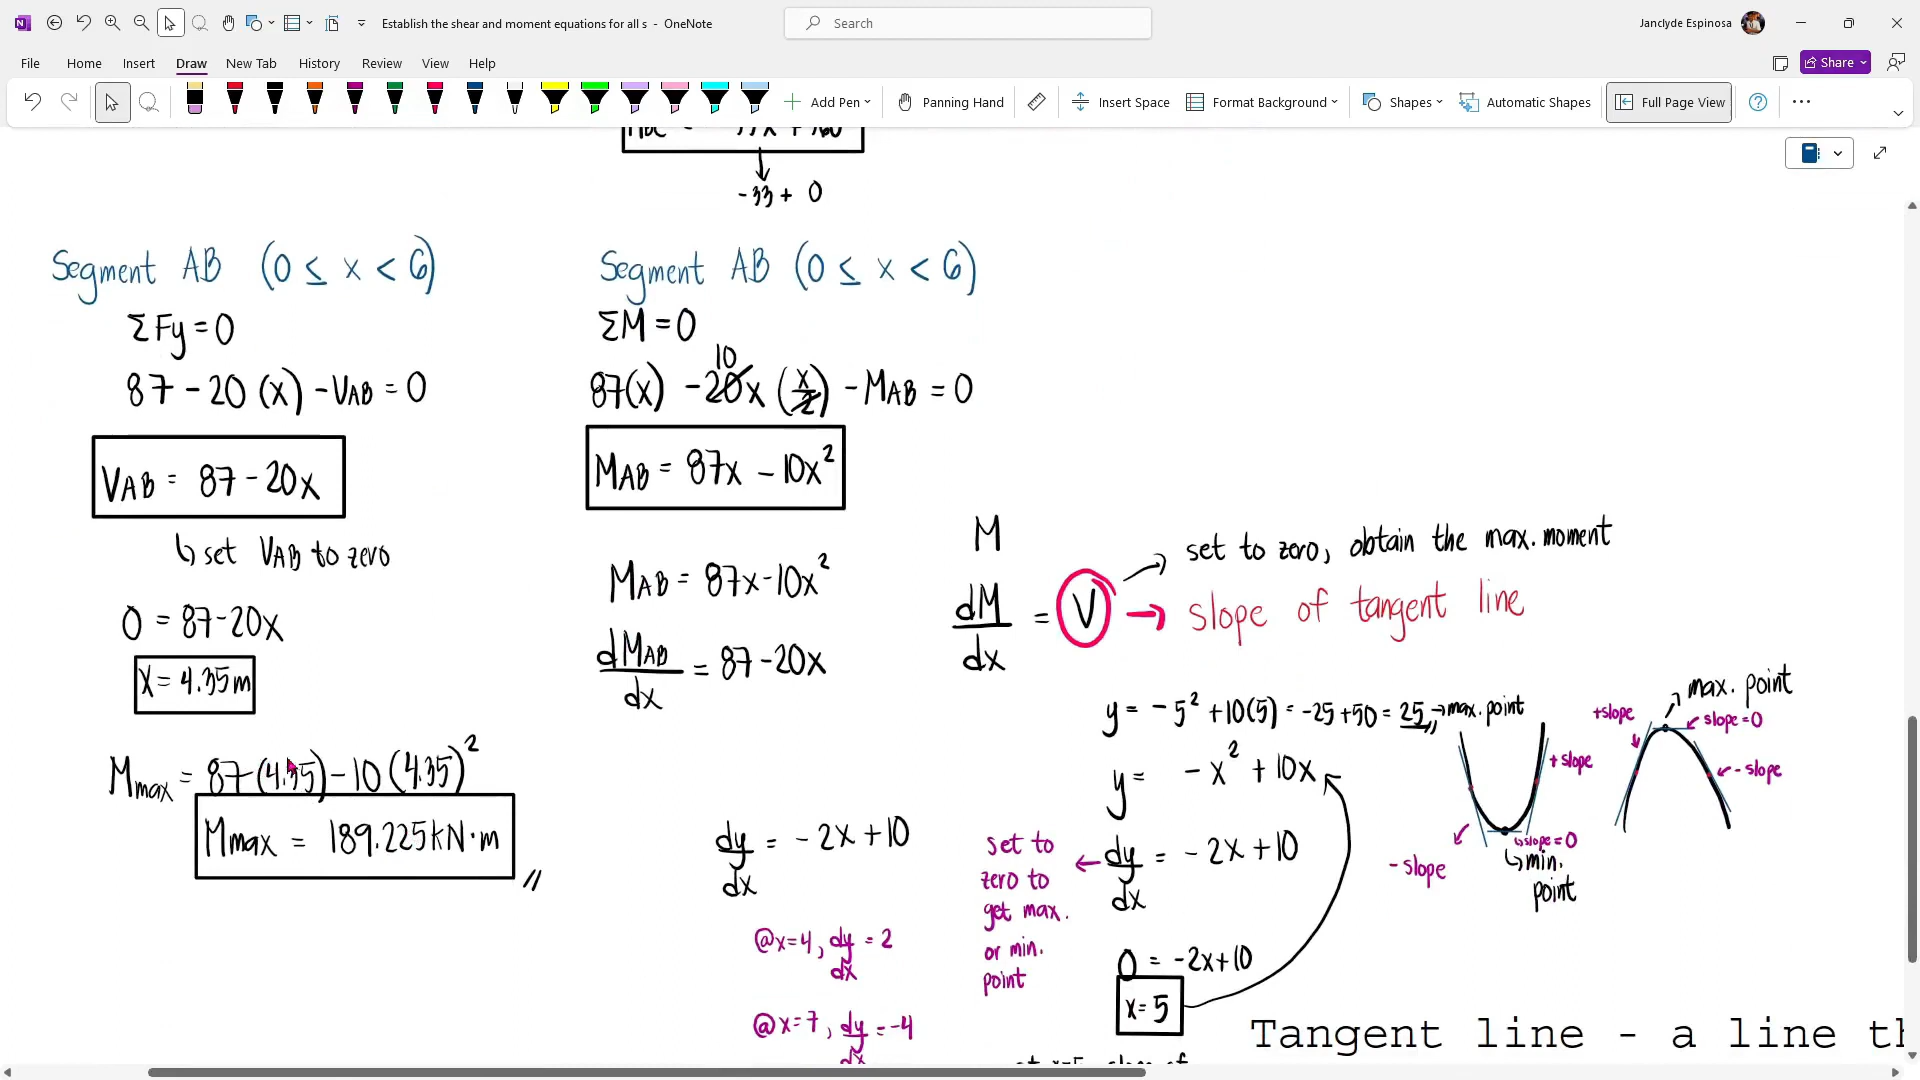 Establish the shear and moment equations for all s - OneNote
Search
Janclyde Espinosa
File Home Insert Draw New Tab History Review View Help
Add Pen Panning Hand Insert Space Format Background Shapes Automatic Shapes Full Page View
-33 + 0
Segment AB (0 ≤ x < 6)
ΣFy = 0
87 - 20 (x) - VAB = 0
VAB = 87 - 20x
↳ set VAB to zero
0 = 87-20x
x = 4.35m
Mmax = 87(4.35) - 10 (4.35)²
Mmax = 189.225kN·m
Segment AB (0 ≤ x < 6)
ΣM = 0
10
87(x) - 20x (x/2) - MAB = 0
MAB = 87x - 10x²
MAB = 87x-10x²
dMAB/dx = 87-20x
M
dM/dx = V
→ set to zero, obtain the max. moment
→ slope of tangent line
y = -5² + 10(5) = -25+50 = 25 → max. point
y = -x² + 10x
dy/dx = -2x + 10
set to
zero to
get max.
or min.
point
0 = -2x+10
x = 5
dy/dx = -2x + 10
@x=4, dy/dx = 2
@x=7, dy/dx = -4
+ slope
slope = 0
- slope
↳ min.
point
max. point
+slope
slope = 0
- slope
Tangent line - a line